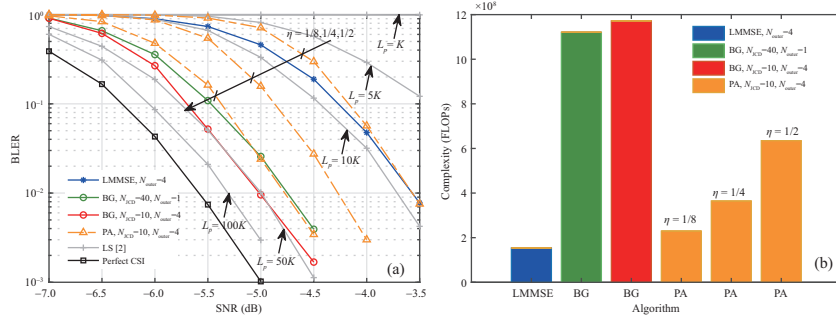 10⁰
10⁻¹
10⁻²
10⁻³
BLER
−7.0 −6.5 −6.0 −5.5 −5.0 −4.5 −4.0 −3.5
SNR (dB)
η = 1/8,1/4,1/2
L_p = K
L_p = 5K
L_p = 10K
L_p = 100K
L_p = 50K
LMMSE, N_outer=4
BG, N_ICD=40, N_outer=1
BG, N_ICD=10, N_outer=4
PA, N_ICD=10, N_outer=4
LS [2]
Perfect CSI
(a)
×10⁸
12
10
8
6
4
2
0
Complexity (FLOPs)
LMMSE, N_outer=4
BG, N_ICD=40, N_outer=1
BG, N_ICD=10, N_outer=4
PA, N_ICD=10, N_outer=4
η = 1/2
η = 1/4
η = 1/8
(b)
LMMSE BG BG PA PA PA
Algorithm